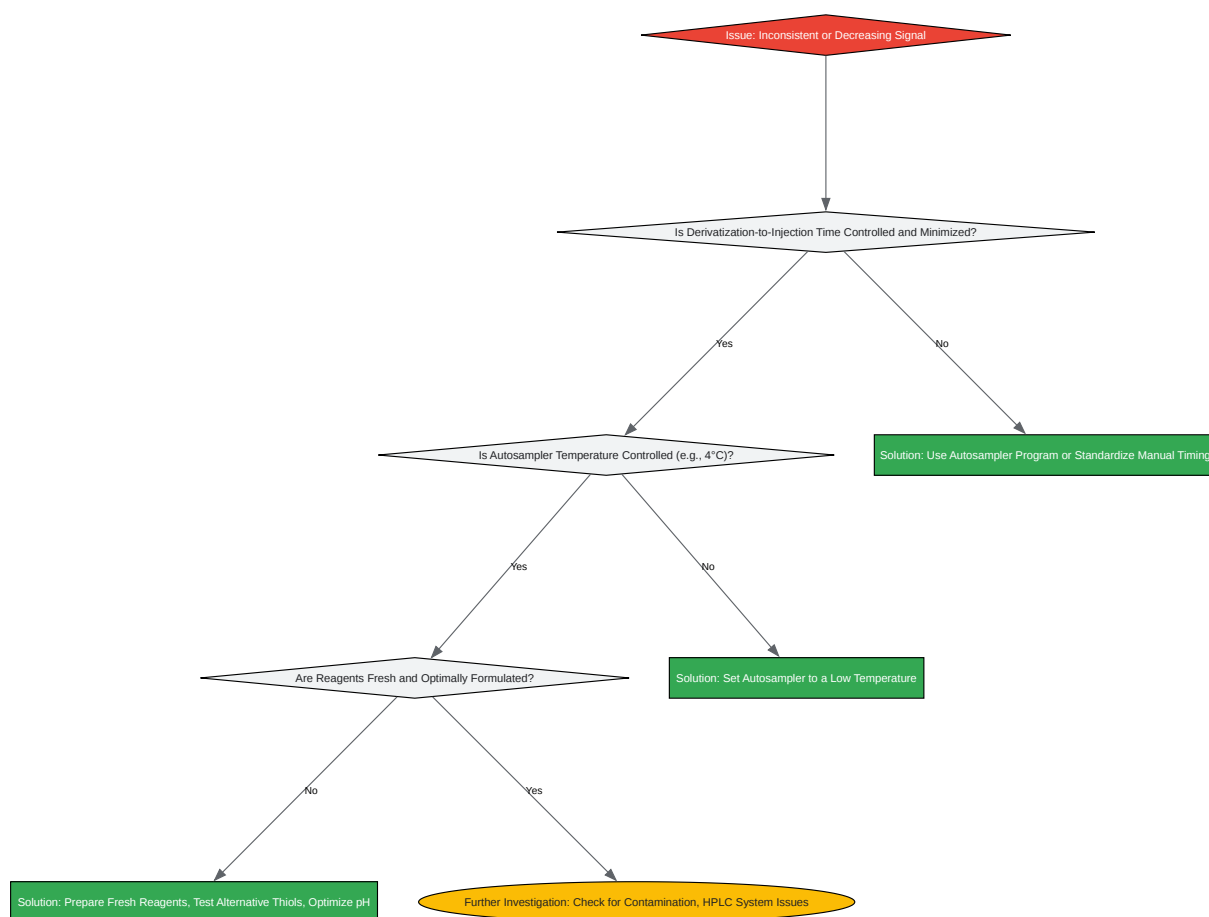 Issue: Inconsistent or Decreasing Signal
Is Derivatization-to-Injection Time Controlled and Minimized?
Yes
No
Is Autosampler Temperature Controlled (e.g., 4°C)?
Solution: Use Autosampler Program or Standardize Manual Timing
Yes
No
Are Reagents Fresh and Optimally Formulated?
Solution: Set Autosampler to a Low Temperature
No
Yes
Solution: Prepare Fresh Reagents, Test Alternative Thiols, Optimize pH
Further Investigation: Check for Contamination, HPLC System Issues